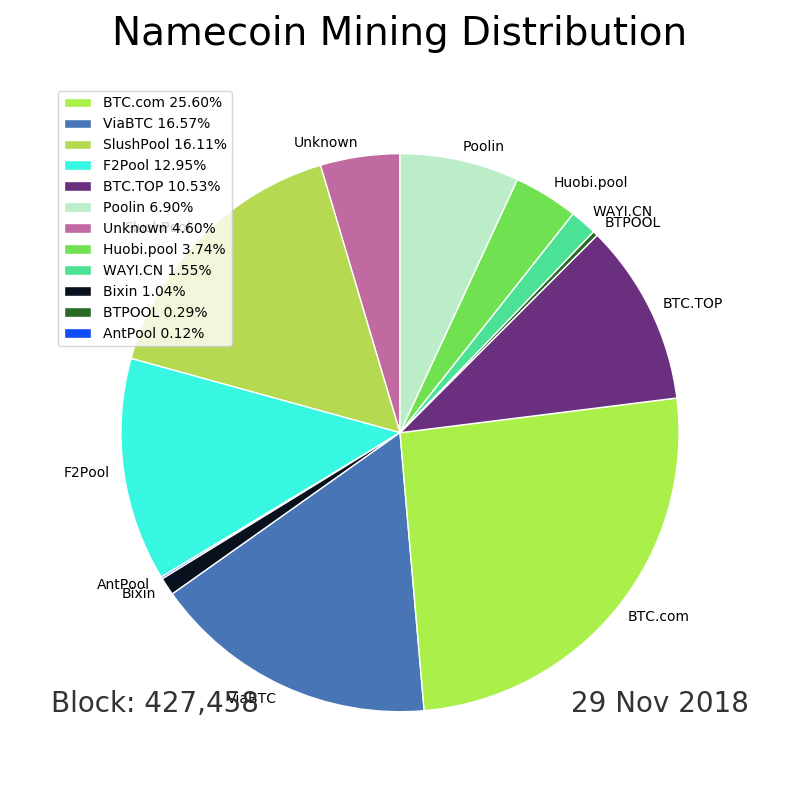 Namecoin Mining Distribution
BTC.com 25.60%
ViaBTC 16.57%
SlushPool 16.11%
F2Pool 12.95%
BTC.TOP 10.53%
Poolin 6.90%
Unknown 4.60%
Huobi.pool 3.74%
WAYI.CN 1.55%
Bixin 1.04%
BTPOOL 0.29%
AntPool 0.12%
Unknown
Poolin
Huobi.pool
WAYI.CN
BTPOOL
BTC.TOP
F2Pool
AntPool
Bixin
BTC.com
ViaBTC
Block: 427,458
29 Nov 2018